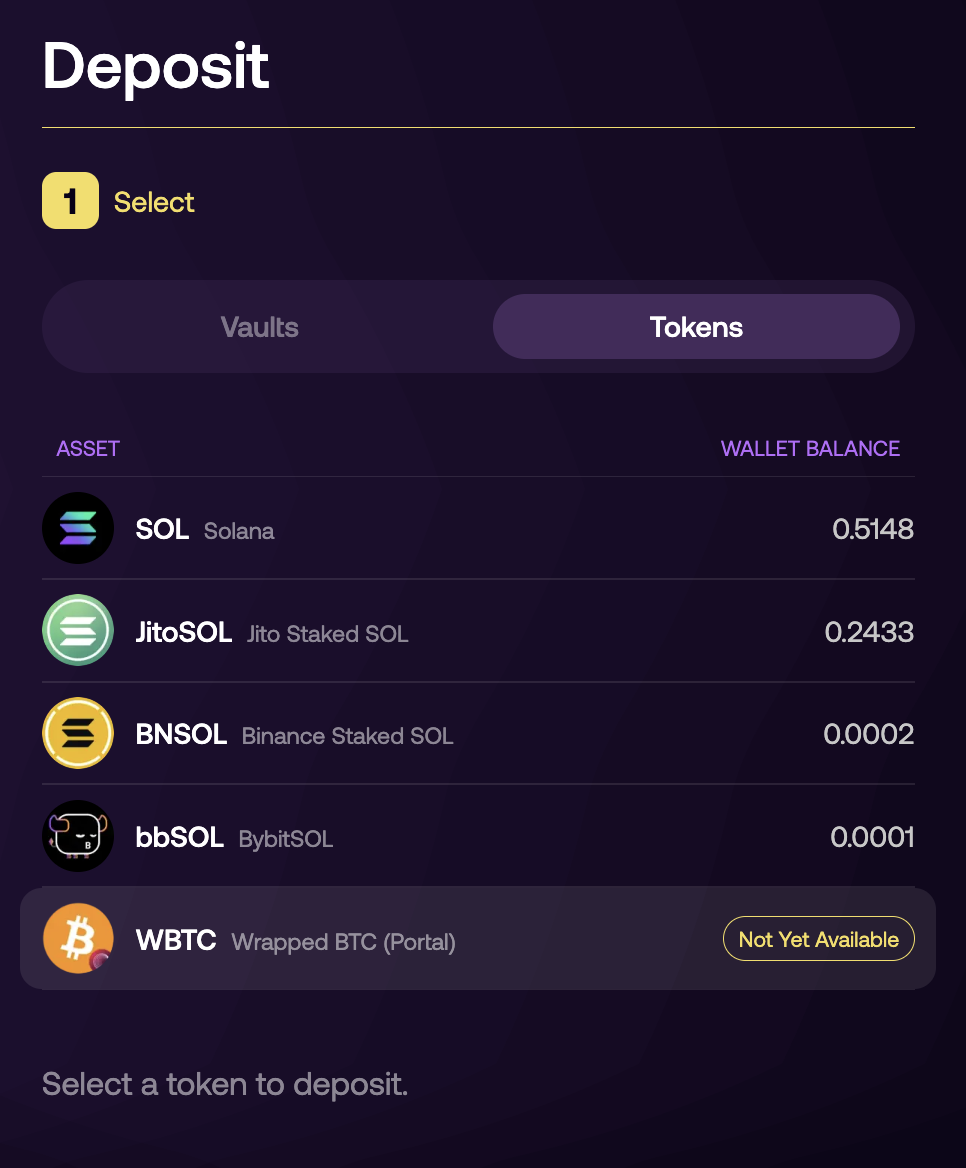 Deposit
1 Select
Vaults Tokens
ASSET WALLET BALANCE
SOL Solana 0.5148
JitoSOL Jito Staked SOL 0.2433
BNSOL Binance Staked SOL 0.0002
bbSOL BybitSOL 0.0001
WBTC Wrapped BTC (Portal) Not Yet Available
Select a token to deposit.